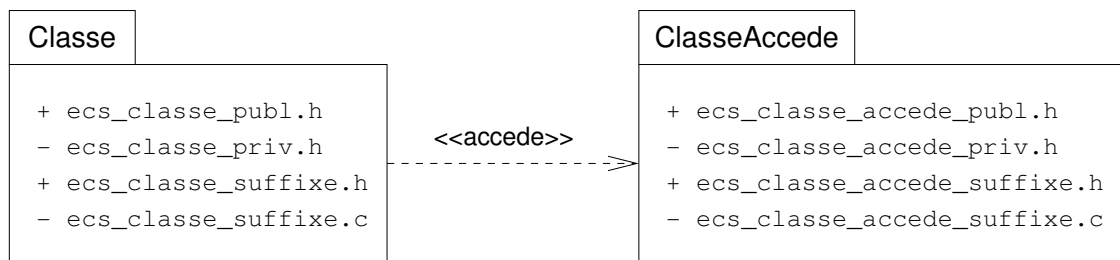 Classe
+ ecs_classe_publ.h
- ecs_classe_priv.h
+ ecs_classe_suffixe.h
- ecs_classe_suffixe.c
<<accede>>
ClasseAccede
+ ecs_classe_accede_publ.h
- ecs_classe_accede_priv.h
+ ecs_classe_accede_suffixe.h
- ecs_classe_accede_suffixe.c